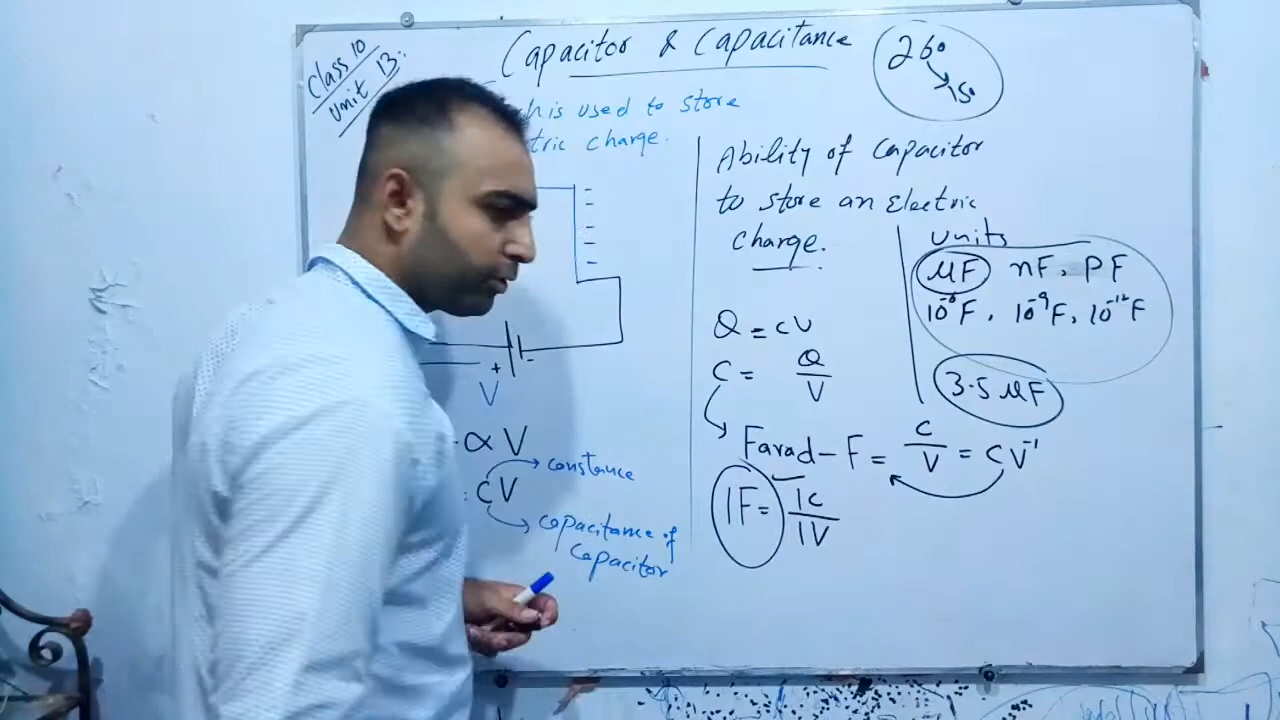 Class 10
Unit 13:
Capacitor & Capacitance
260
150
is used to store
charge.
+ -
V
∝ V
constance
= CV
capacitance of
capacitor
Ability of capacitor
to store an Electric
charge.
Q = CV
C = Q/V
Farad - F = C/V = CV⁻¹
1F = 1C/1V
Units
µF nF, PF
10⁻⁶F, 10⁻⁹F, 10⁻¹²F
3.5 µF